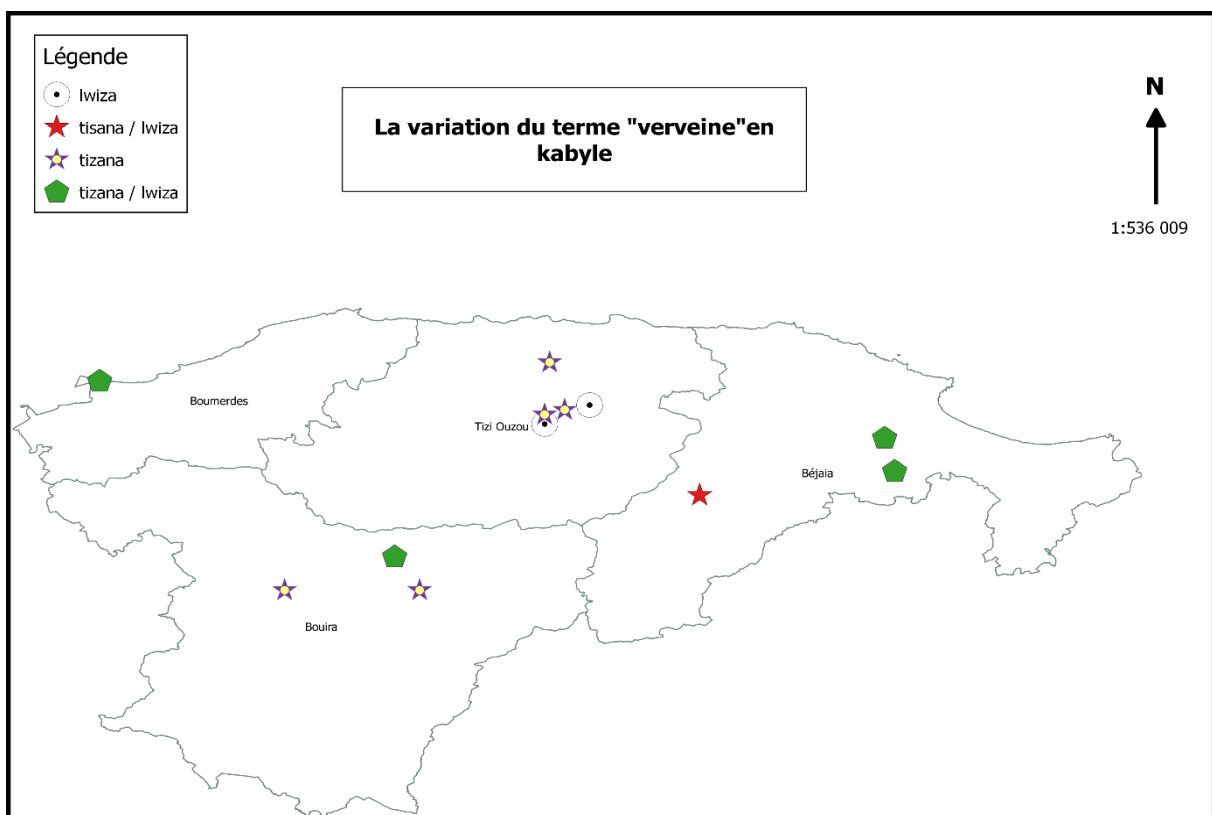 Légende
lwiza
tisana / lwiza
tizana
tizana / lwiza
La variation du terme "verveine"en
kabyle
N
1:536 009
Boumerdes
Tizi Ouzou
Béjaia
Bouira